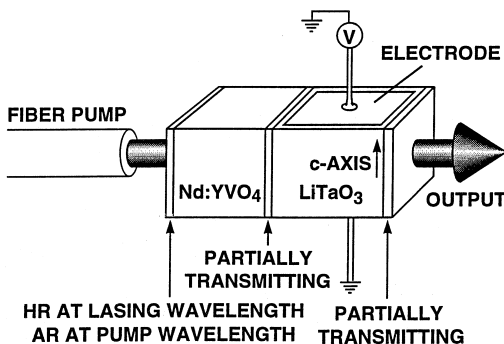 V
ELECTRODE
FIBER PUMP
c-AXIS
Nd:YVO4
LiTaO3
OUTPUT
PARTIALLY
TRANSMITTING
HR AT LASING WAVELENGTH
AR AT PUMP WAVELENGTH
PARTIALLY
TRANSMITTING